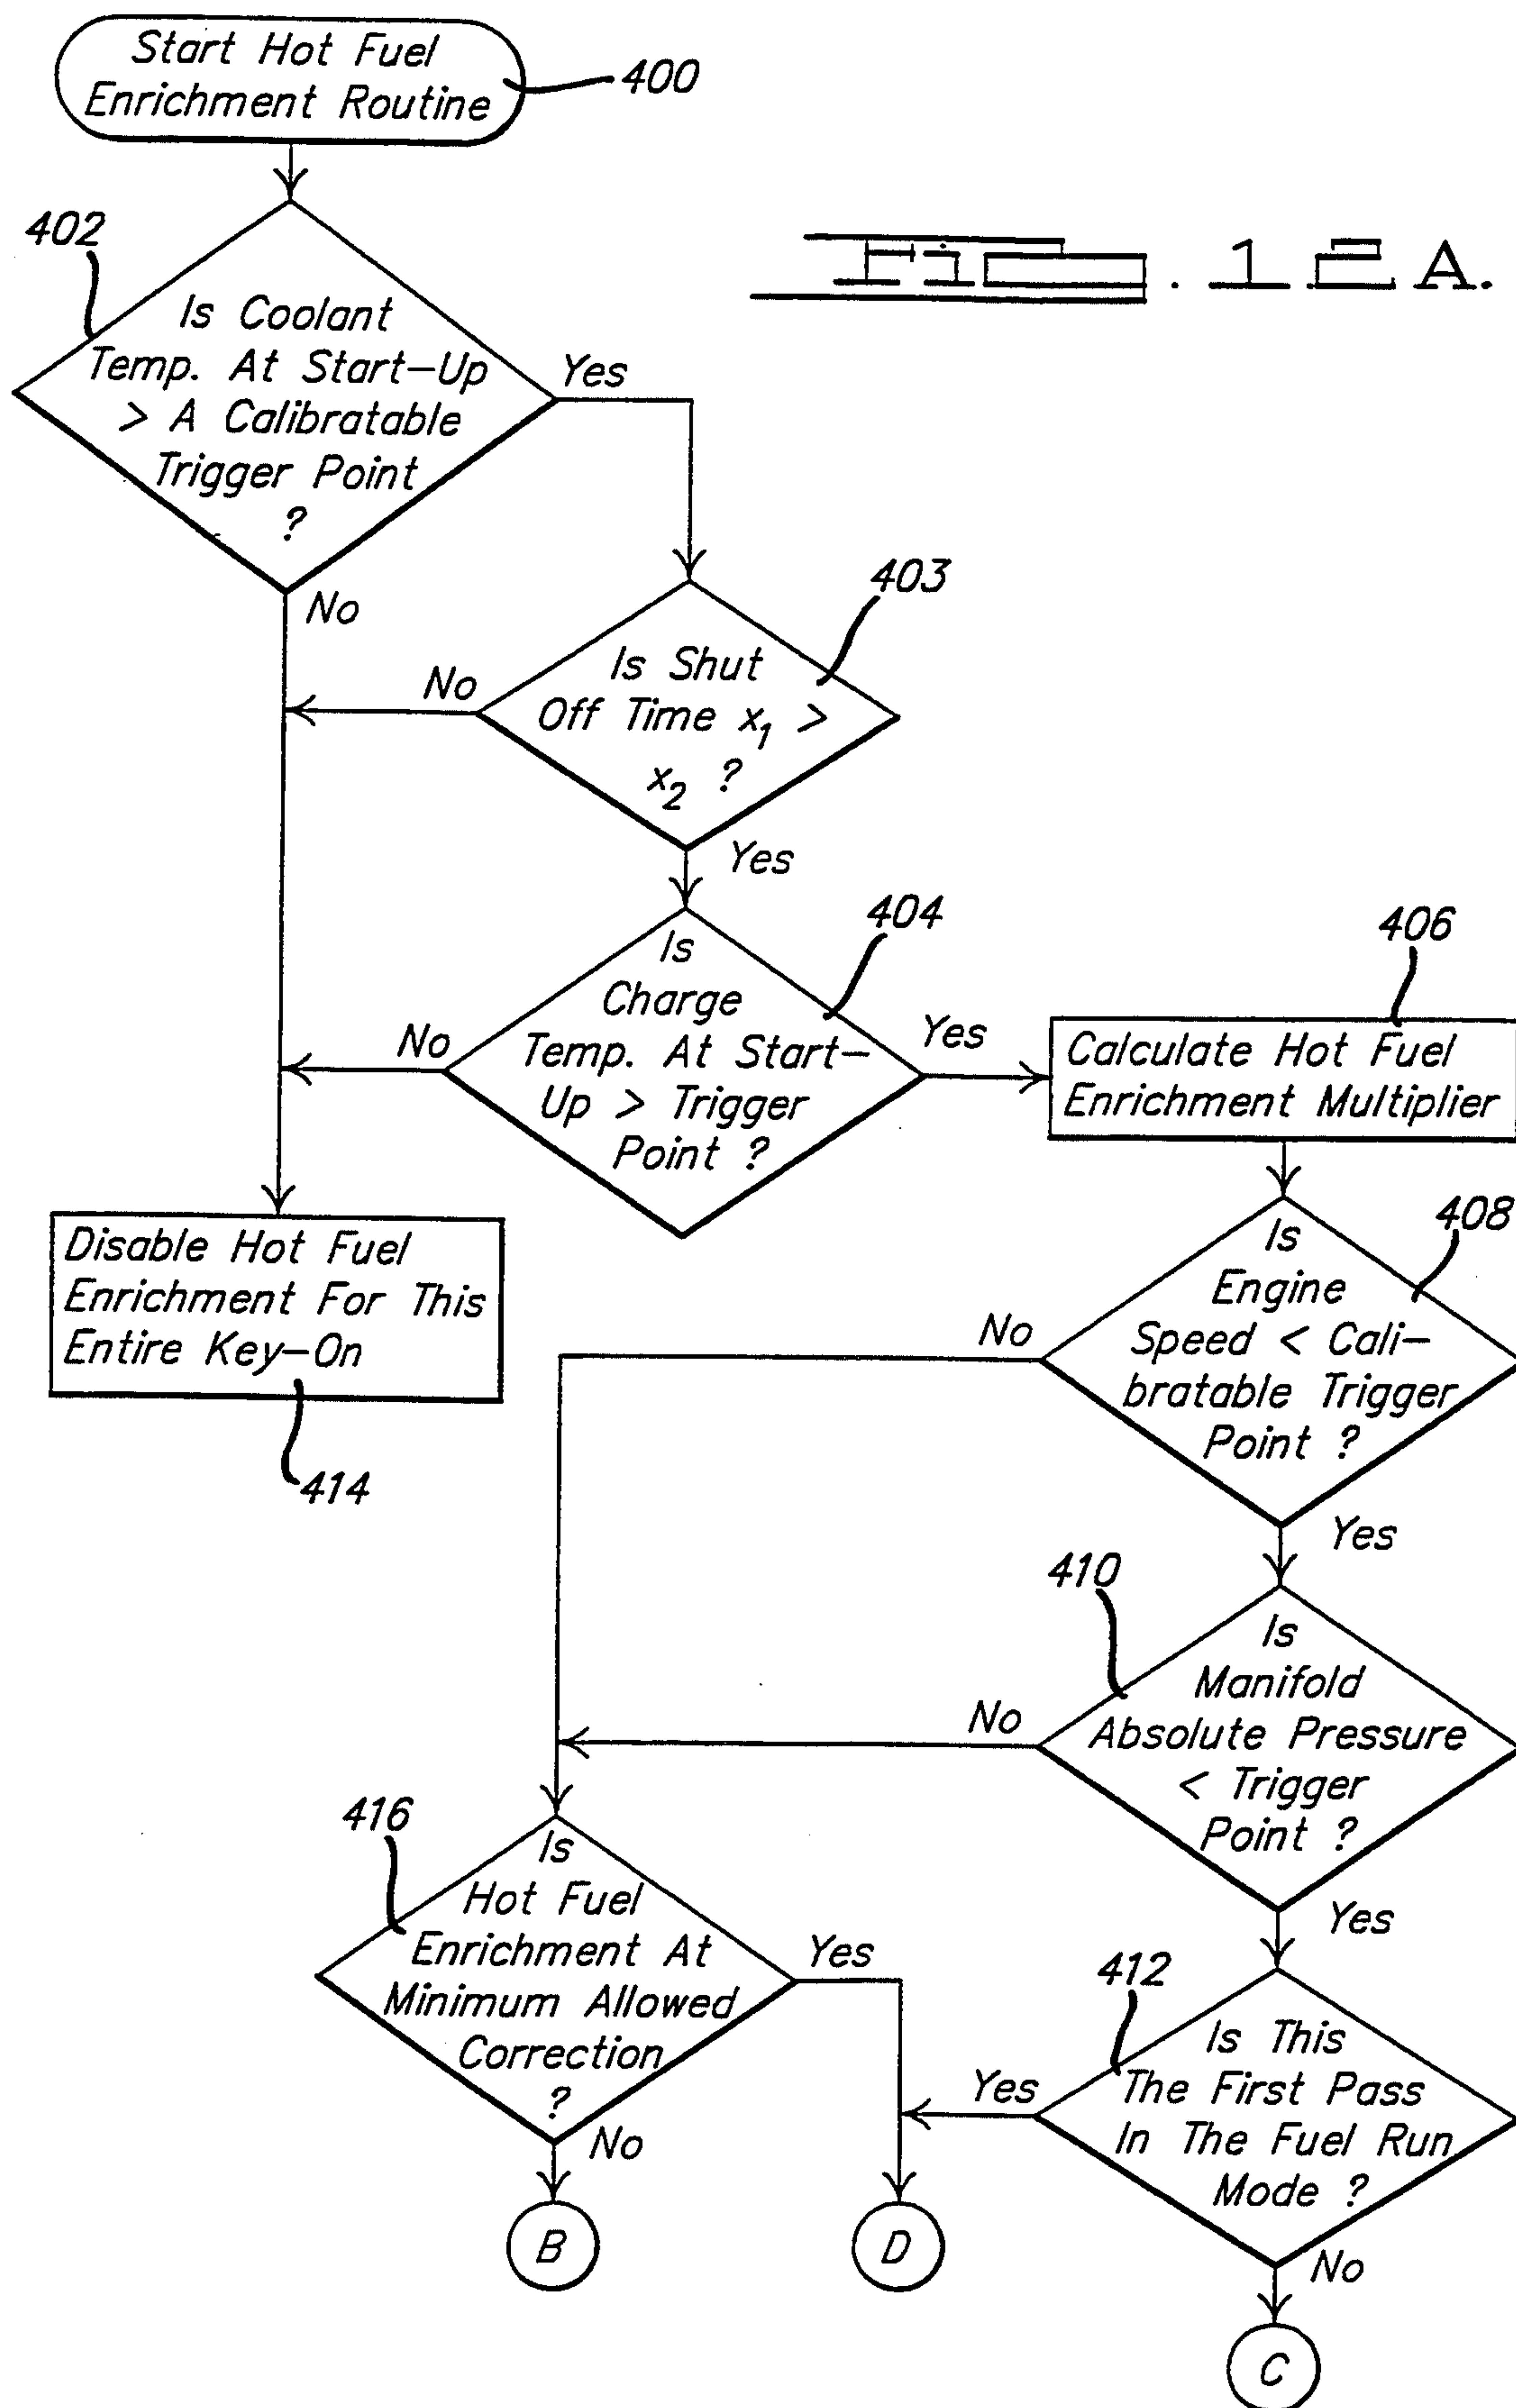 Start Hot Fuel
Enrichment Routine
400
402
Is Coolant
Temp. At Start-Up
> A Calibratable
Trigger Point
?
Yes
No
403
Is Shut
Off Time x₁ >
x₂ ?
No
Yes
404
Is
Charge
Temp. At Start-
Up > Trigger
Point ?
No
Yes
406
Calculate Hot Fuel
Enrichment Multiplier
Disable Hot Fuel
Enrichment For This
Entire Key-On
414
408
Is
Engine
Speed < Cali-
bratable Trigger
Point ?
No
Yes
410
Is
Manifold
Absolute Pressure
< Trigger
Point ?
No
Yes
416
Is
Hot Fuel
Enrichment At
Minimum Allowed
Correction
?
Yes
No
412
Is This
The First Pass
In The Fuel Run
Mode ?
Yes
No
B
D
C